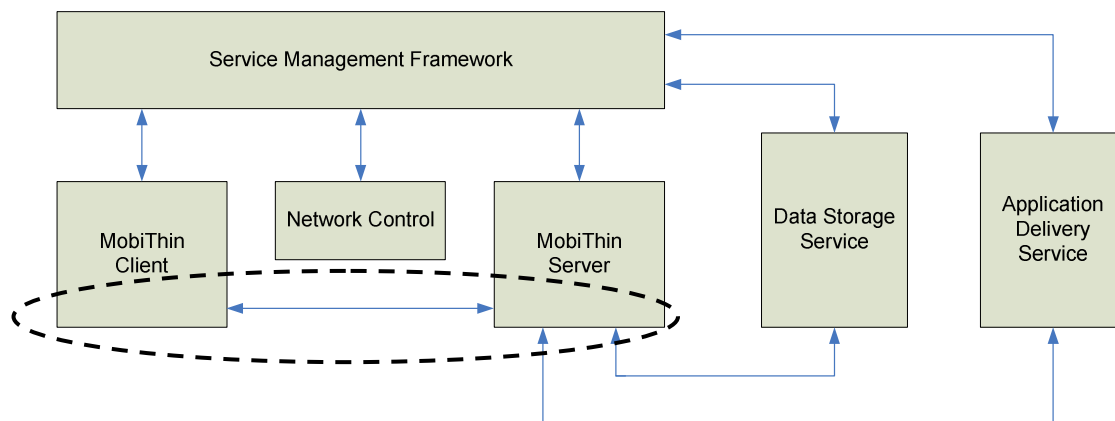 Service Management Framework
MobiThin
Client
Network Control
MobiThin
Server
Data Storage
Service
Application
Delivery
Service